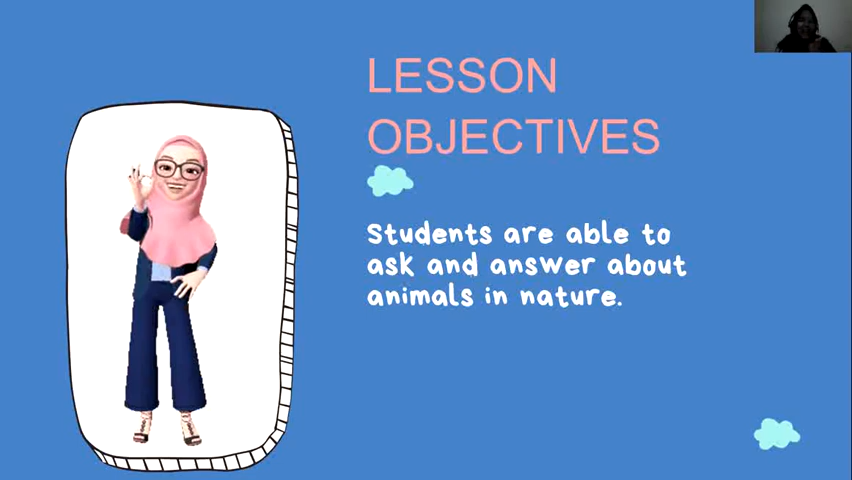 LESSON
OBJECTIVES
Students are able to
ask and answer about
animals in nature.